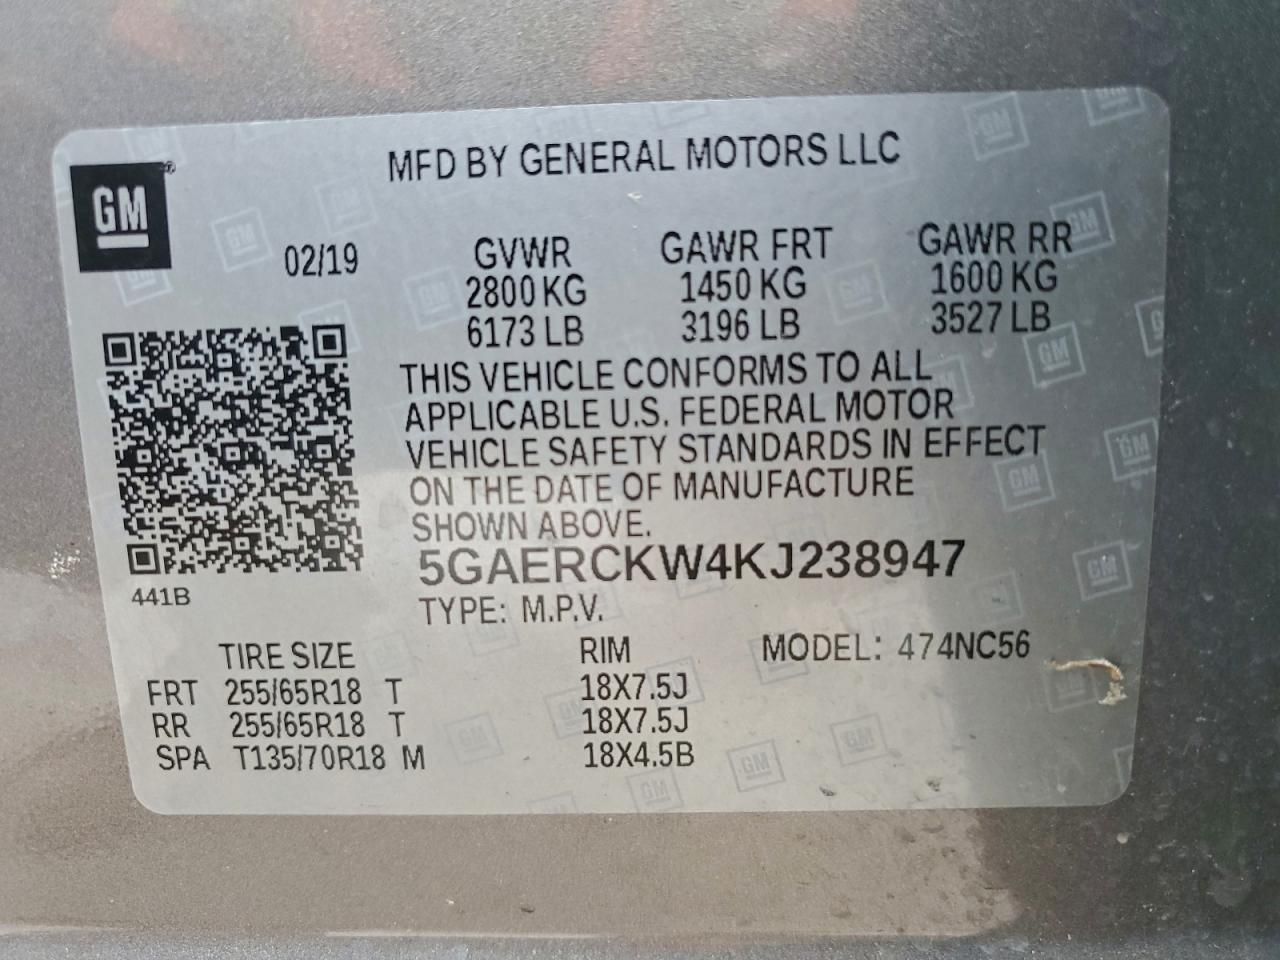 MFD BY GENERAL MOTORS LLC
GM
02/19
GVWR GAWR FRT GAWR RR
2800 KG 1450 KG 1600 KG
6173 LB 3196 LB 3527 LB
THIS VEHICLE CONFORMS TO ALL
APPLICABLE U.S. FEDERAL MOTOR
VEHICLE SAFETY STANDARDS IN EFFECT
ON THE DATE OF MANUFACTURE
SHOWN ABOVE.
5GAERCKW4KJ238947
441B
TYPE: M.P.V.
TIRE SIZE RIM MODEL: 474NC56
FRT 255/65R18 T 18X7.5J
RR 255/65R18 T 18X7.5J
SPA T135/70R18 M 18X4.5B